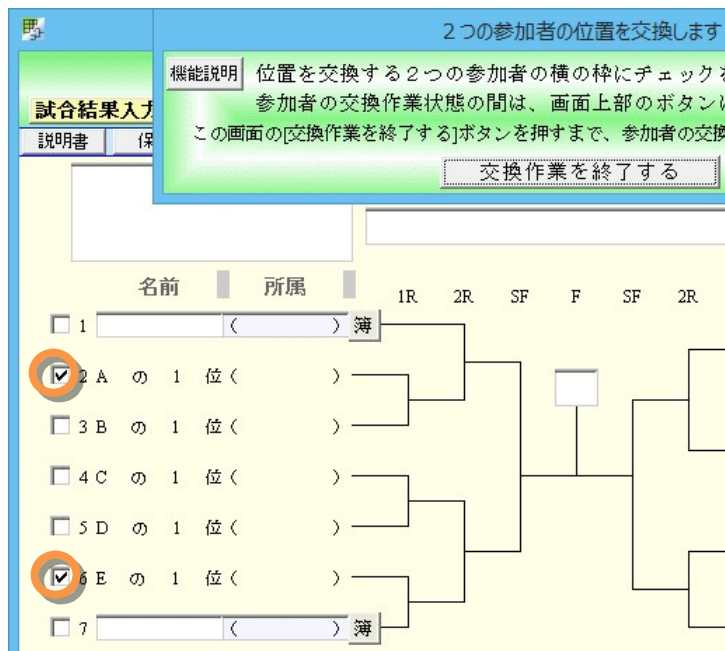 2つの参加者の位置を交換します
機能説明 位置を交換する2つの参加者の横の枠にチェックを
参加者の交換作業状態の間は、画面上部のボタン
この画面の[交換作業を終了する]ボタンを押すまで、参加者の交換
交換作業を終了する
試合結果入力
説明書 保
名前 所属 1R 2R SF F SF 2R
1 ( ) 簿
2 A の 1 位 ( )
3 B の 1 位 ( )
4 C の 1 位 ( )
5 D の 1 位 ( )
6 E の 1 位 ( )
7 ( ) 簿